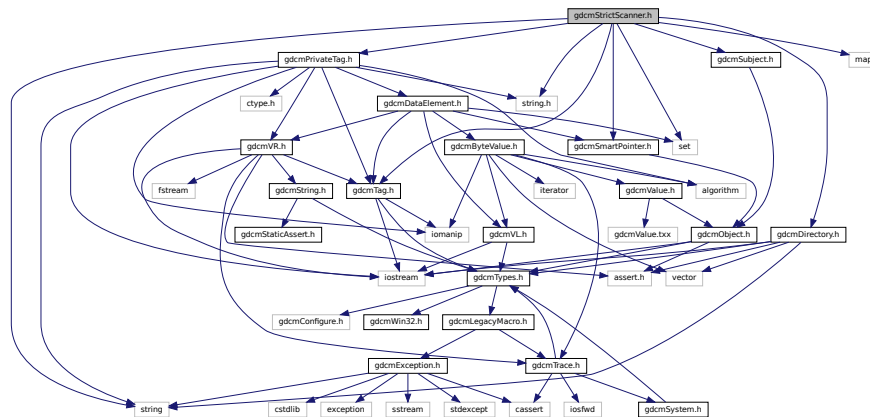 gdcmStrictScanner.h
gdcmPrivateTag.h
gdcmSubject.h
map
ctype.h
gdcmDataElement.h
string.h
gdcmVR.h
gdcmByteValue.h
gdcmSmartPointer.h
set
fstream
gdcmString.h
gdcmTag.h
iterator
gdcmValue.h
algorithm
gdcmStaticAssert.h
iomanip
gdcmVL.h
gdcmValue.txx
gdcmObject.h
gdcmDirectory.h
iostream
gdcmTypes.h
assert.h
vector
gdcmConfigure.h
gdcmWin32.h
gdcmLegacyMacro.h
gdcmException.h
gdcmTrace.h
string
cstdlib
exception
sstream
stdexcept
cassert
iosfwd
gdcmSystem.h